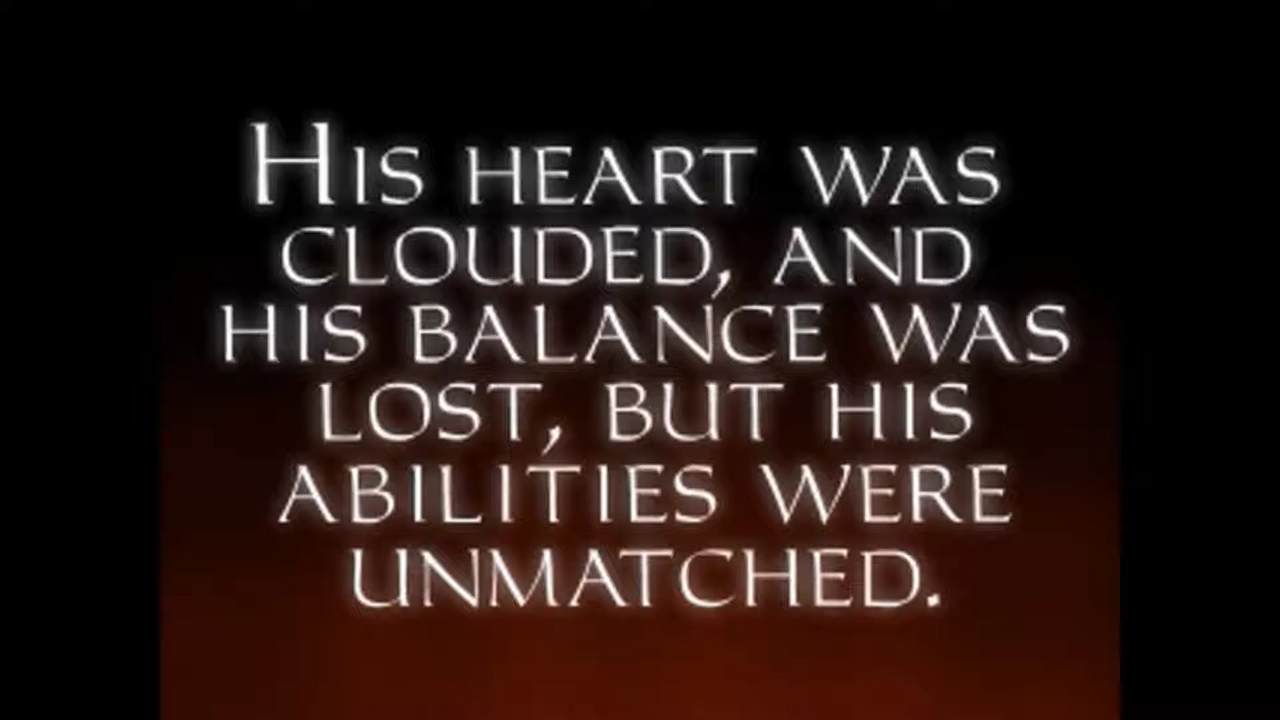 His heart was
clouded, and
his balance was
lost, but his
abilities were
unmatched.